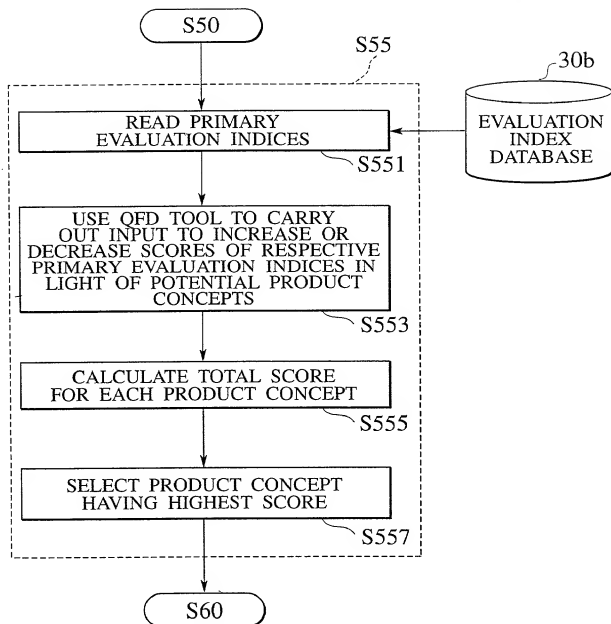 S50
S55
30b
READ PRIMARY
EVALUATION INDICES
S551
EVALUATION
INDEX
DATABASE
USE QFD TOOL TO CARRY
OUT INPUT TO INCREASE OR
DECREASE SCORES OF RESPECTIVE
PRIMARY EVALUATION INDICES IN
LIGHT OF POTENTIAL PRODUCT
CONCEPTS
S553
CALCULATE TOTAL SCORE
FOR EACH PRODUCT CONCEPT
S555
SELECT PRODUCT CONCEPT
HAVING HIGHEST SCORE
S557
S60